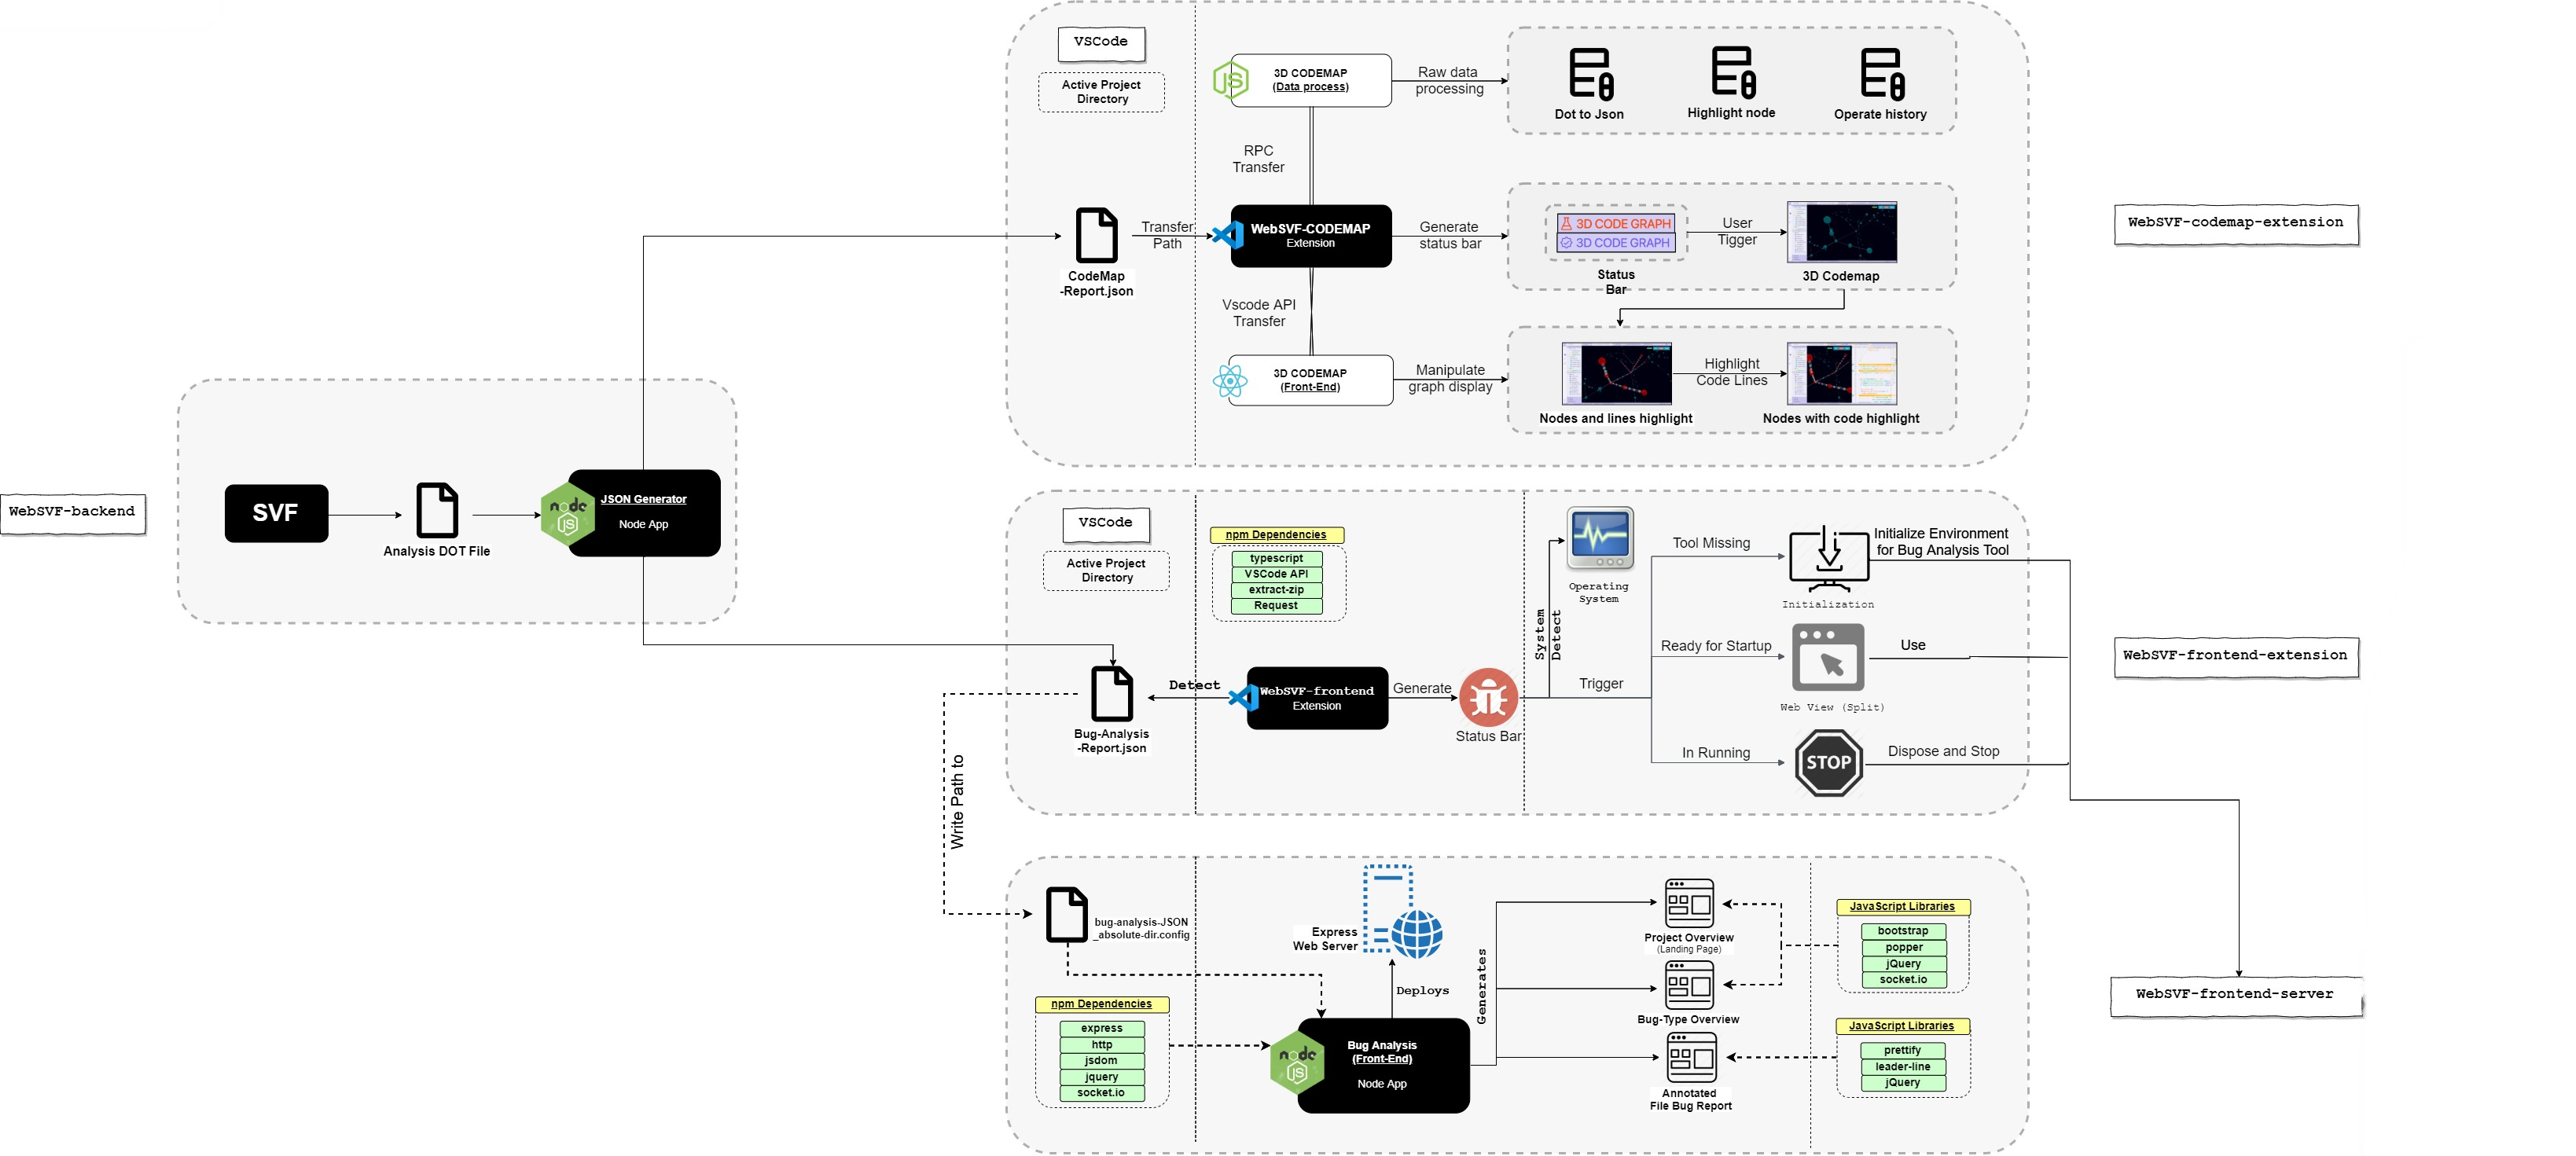 WebSVF-backend
SVF
Analysis DOT File
node
JS
JSON Generator
Node App
VSCode
Active Project
Directory
CodeMap
-Report.json
Transfer
Path
JS
3D CODEMAP
(Data process)
Raw data
processing
Dot to Json
Highlight node
Operate history
RPC
Transfer
WebSVF-CODEMAP
Extension
Generate
status bar
3D CODE GRAPH
3D CODE GRAPH
Status
Bar
User
Tigger
3D Codemap
Vscode API
Transfer
3D CODEMAP
(Front-End)
Manipulate
graph display
Nodes and lines highlight
Highlight
Code Lines
Nodes with code highlight
WebSVF-codemap-extension
VSCode
Active Project
Directory
Bug-Analysis
-Report.json
npm Dependencies
typescript
VSCode API
extract-zip
Request
Detect
WebSVF-frontend
Extension
Generate
Status Bar
System
Detect
Operating
System
Trigger
Tool Missing
Initialization
Initialize Environment
for Bug Analysis Tool
Ready for Startup
Web View (Split)
Use
In Running
STOP
Dispose and Stop
WebSVF-frontend-extension
Write Path to
bug-analysis-JSON
_absolute-dir.config
npm Dependencies
express
http
jsdom
jquery
socket.io
Express
Web Server
Deploys
node
JS
Bug Analysis
(Front-End)
Node App
Generates
Project Overview
(Landing Page)
Bug-Type Overview
Annotated
File Bug Report
JavaScript Libraries
bootstrap
popper
jQuery
socket.io
JavaScript Libraries
prettify
leader-line
jQuery
WebSVF-frontend-server